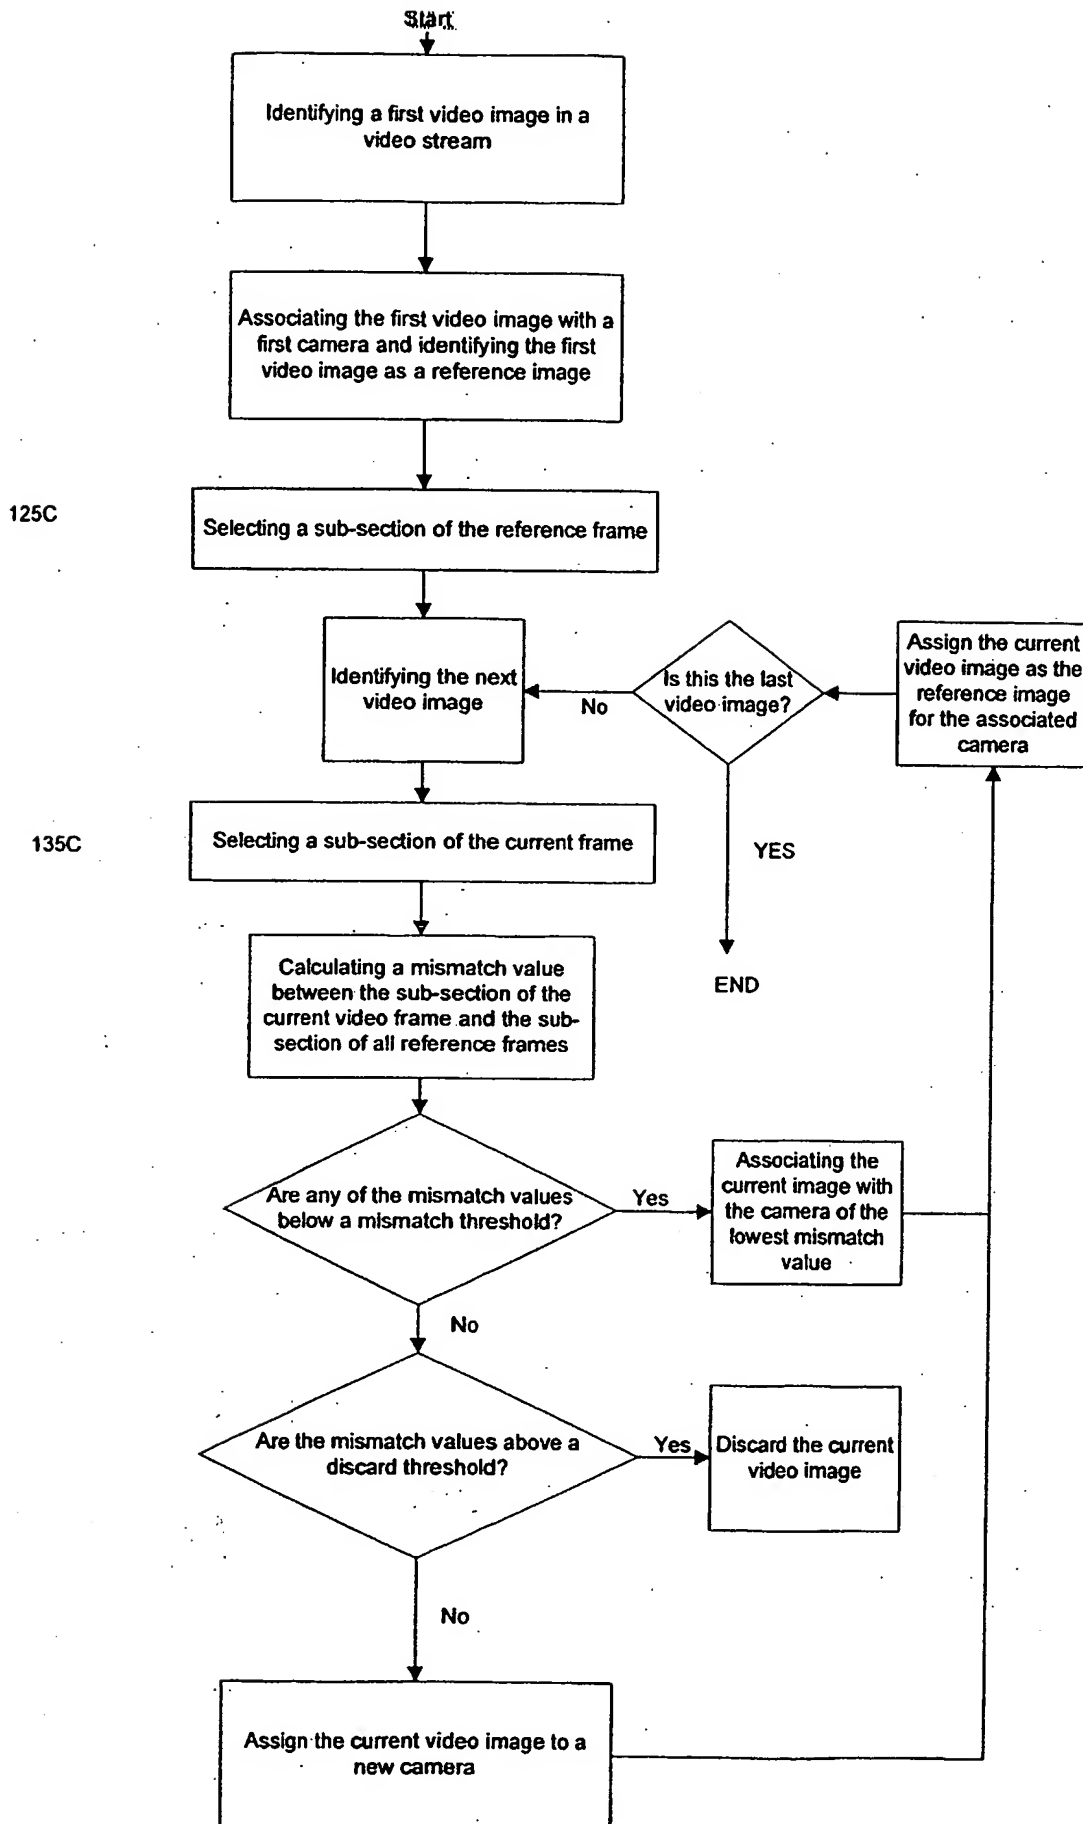 Start
Identifying a first video image in a
video stream
Associating the first video image with a
first camera and identifying the first
video image as a reference image
125C
Selecting a sub-section of the reference frame
Identifying the next
video image
No
Is this the last
video image?
Assign the current
video image as the
reference image
for the associated
camera
YES
END
135C
Selecting a sub-section of the current frame
Calculating a mismatch value
between the sub-section of the
current video frame and the sub-
section of all reference frames
Are any of the mismatch values
below a mismatch threshold?
Yes
Associating the
current image with
the camera of the
lowest mismatch
value
No
Are the mismatch values above a
discard threshold?
Yes
Discard the current
video image
No
Assign the current video image to a
new camera